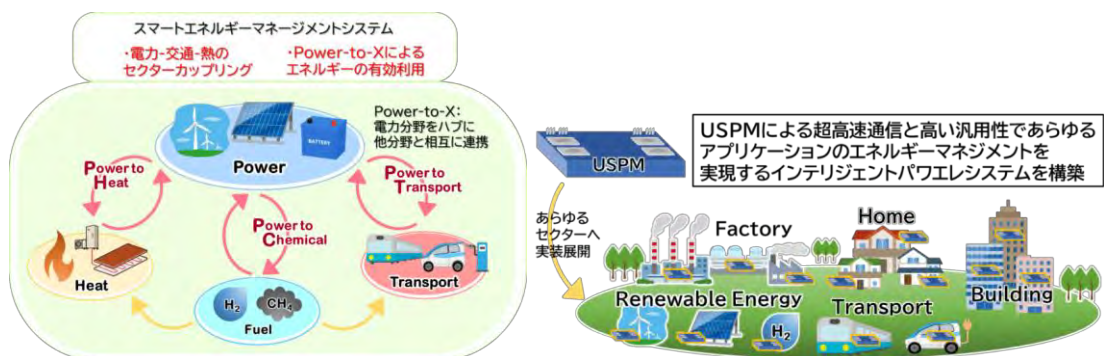 スマートエネルギーマネージメントシステム
・電力-交通-熱の
セクターカップリング
・Power-to-Xによる
エネルギーの有効利用
Power-to-X:
電力分野をハブに
他分野と相互に連携
BATTERY
Power
Power to
Heat
Power to
Transport
Power to
Chemical
Heat
H₂
CH₄
Fuel
Transport
USPM
USPMによる超高速通信と高い汎用性であらゆる
アプリケーションのエネルギーマネジメントを
実現するインテリジェントパワエレシステムを構築
あらゆる
セクターへ
実装展開
Factory
Home
Building
Renewable Energy
Transport
H₂